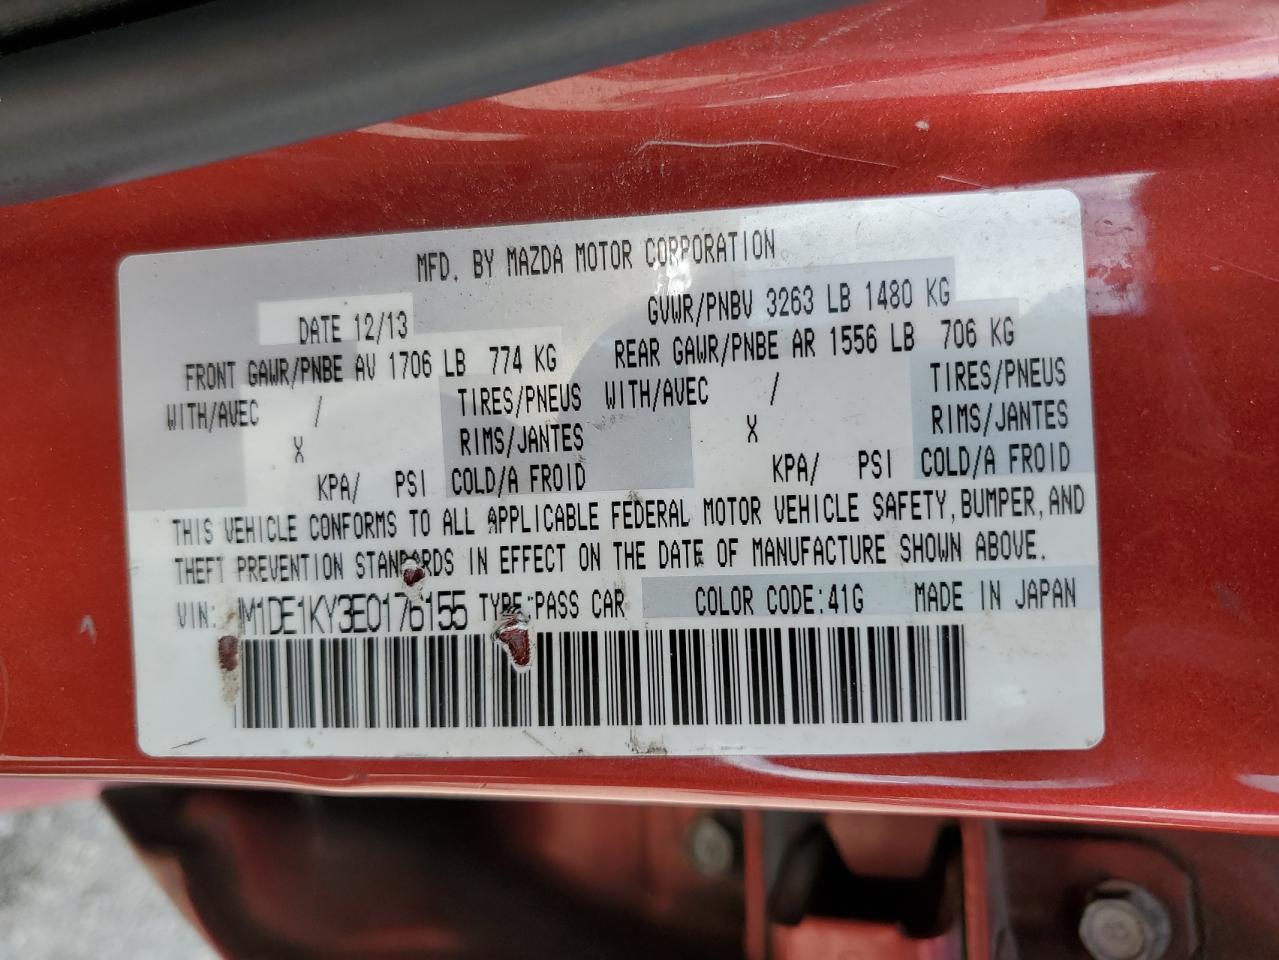 MFD. BY MAZDA MOTOR CORPORATION
DATE 12/13 GVWR/PNBV 3263 LB 1480 KG
FRONT GAWR/PNBE AV 1706 LB 774 KG REAR GAWR/PNBE AR 1556 LB 706 KG
WITH/AVEC / TIRES/PNEUS WITH/AVEC / TIRES/PNEUS
X RIMS/JANTES X RIMS/JANTES
KPA/ PSI COLD/A FROID KPA/ PSI COLD/A FROID
THIS VEHICLE CONFORMS TO ALL APPLICABLE FEDERAL MOTOR VEHICLE SAFETY, BUMPER, AND
THEFT PREVENTION STANDARDS IN EFFECT ON THE DATE OF MANUFACTURE SHOWN ABOVE.
VIN: JM1DE1KY3E0176155 TYPE:PASS CAR COLOR CODE:41G MADE IN JAPAN